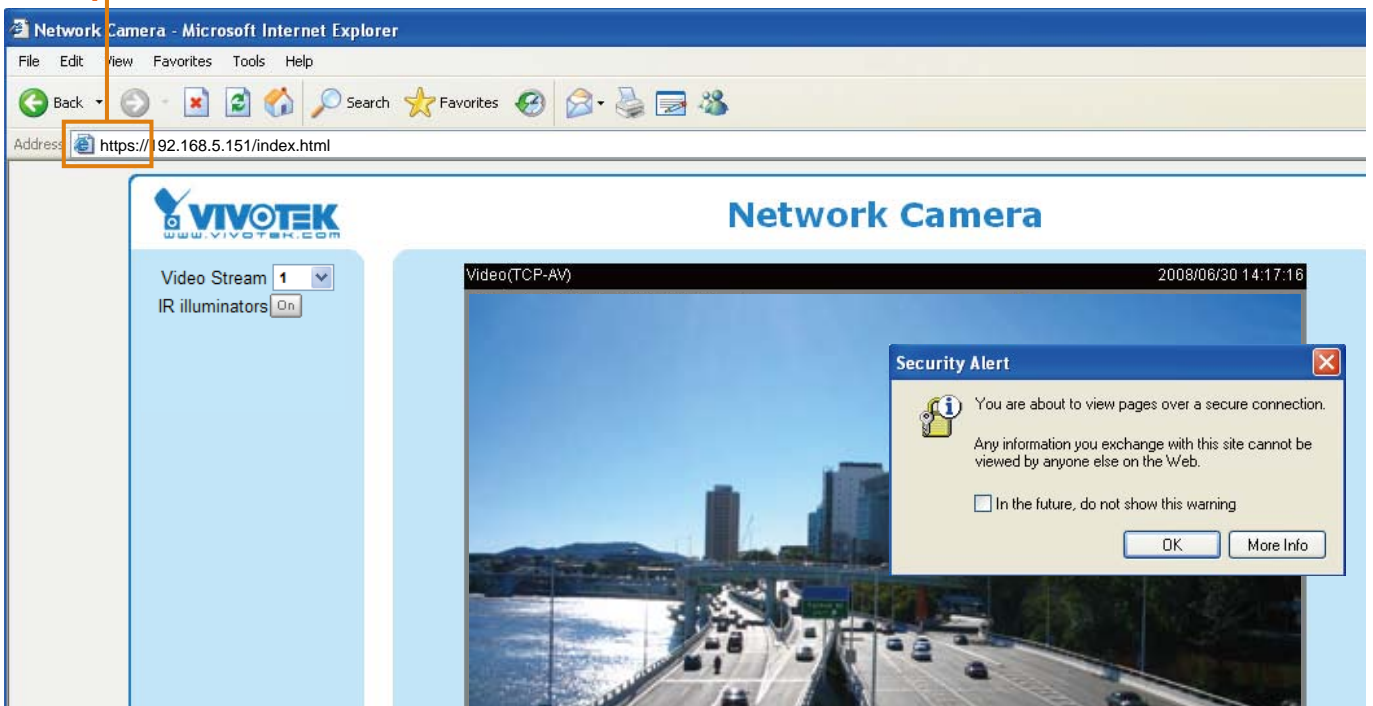 Network Camera - Microsoft Internet Explorer
File Edit View Favorites Tools Help
Back Search Favorites
Address https://192.168.5.151/index.html
VIVOTEK
www.vivotek.com
Network Camera
Video Stream 1
IR illuminators On
Video(TCP-AV) 2008/06/30 14:17:16
Security Alert
You are about to view pages over a secure connection.
Any information you exchange with this site cannot be
viewed by anyone else on the Web.
In the future, do not show this warning
OK More Info